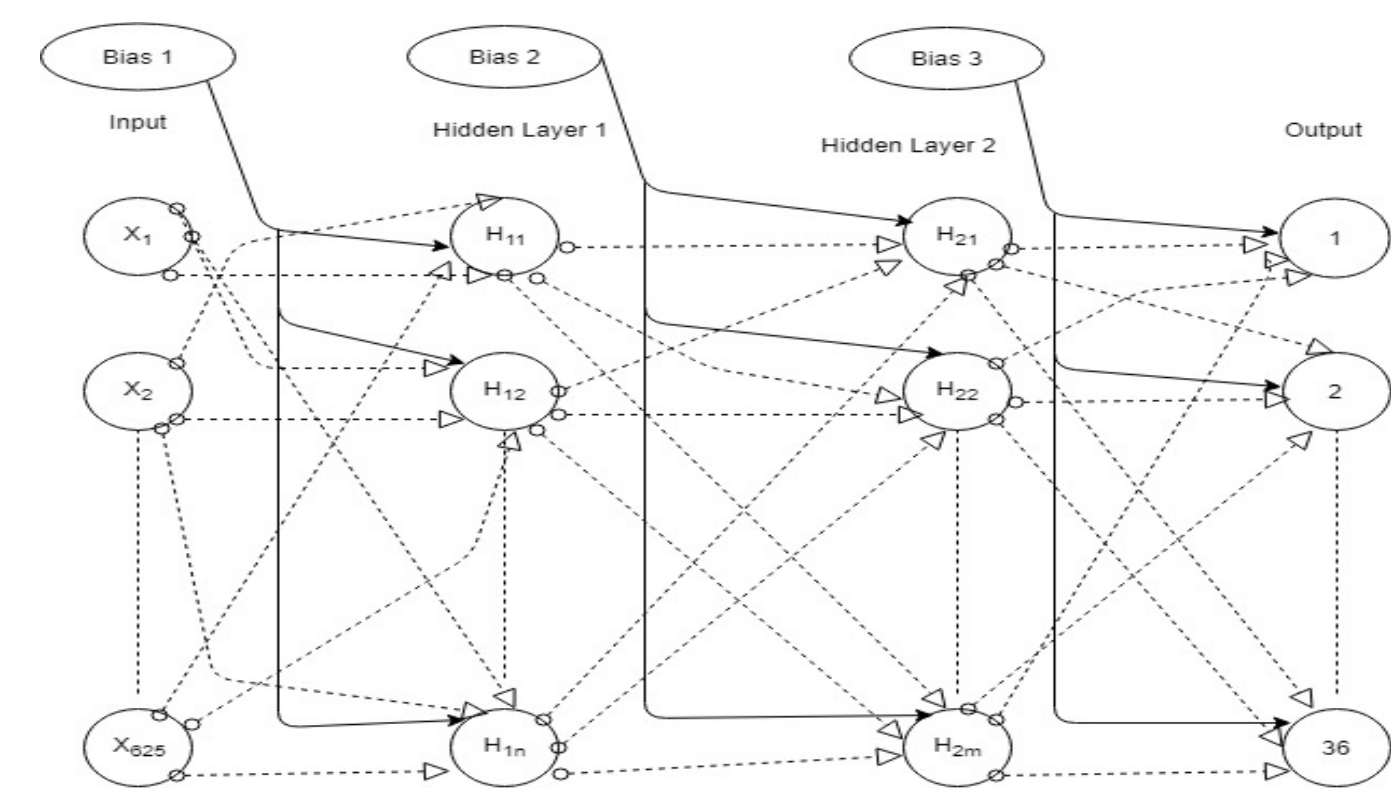 Bias 1
Bias 2
Bias 3
Input
Hidden Layer 1
Hidden Layer 2
Output
X₁
H₁₁
H₂₁
1
X₂
H₁₂
H₂₂
2
X₆₂₅
H₁ₙ
H₂ₘ
36